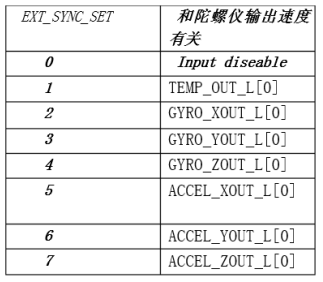 EXT_SYNC_SET 和陀螺仪输出速度
有关
0 Input diseable
1 TEMP_OUT_L[0]
2 GYRO_XOUT_L[0]
3 GYRO_YOUT_L[0]
4 GYRO_ZOUT_L[0]
5 ACCEL_XOUT_L[0]
6 ACCEL_YOUT_L[0]
7 ACCEL_ZOUT_L[0]